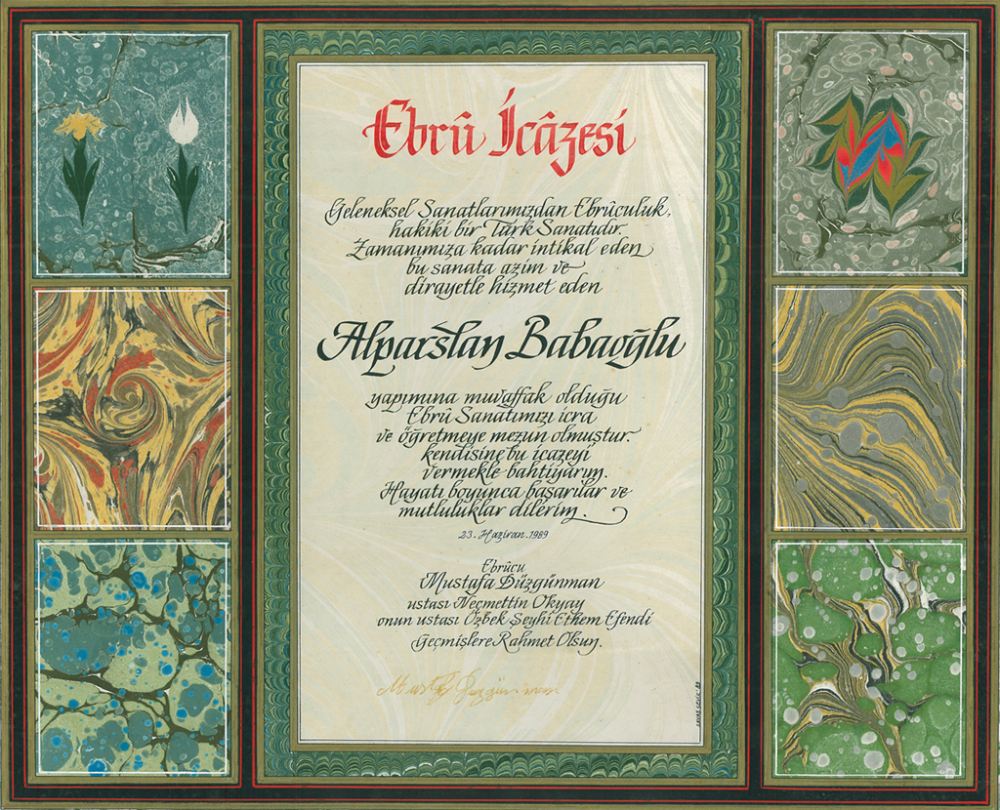 Ebrû İcâzesi
Geleneksel Sanatlarımızdan Ebrûculuk,
hakiki bir Türk Sanatıdır.
Zamanımıza kadar intikal eden
bu sanata azim ve
dirayetle hizmet eden
Alparslan Babaoğlu
yapımına muvaffak olduğu
Ebrû Sanatımızı icra
ve öğretmeye mezun olmuştur.
Kendisine bu icazeyi
vermekle bahtiyarım.
Hayatı boyunca başarılar ve
mutluluklar dilerim.
23. Haziran. 1989
Ebrûcu
Mustafa Düzgünman
ustası Necmettin Okyay
onun ustası Özbek Şeyhi Ethem Efendi
Geçmişlere Rahmet Olsun.
Mustafa Düzgünman